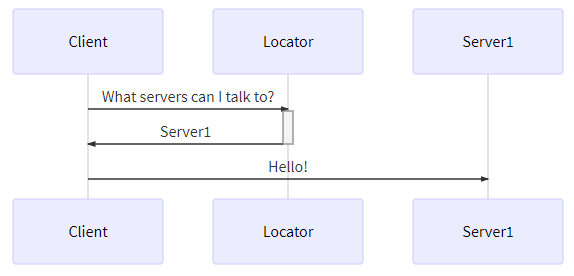 Client Locator Server1
What servers can I talk to?
Server1
Hello!
Client Locator Server1